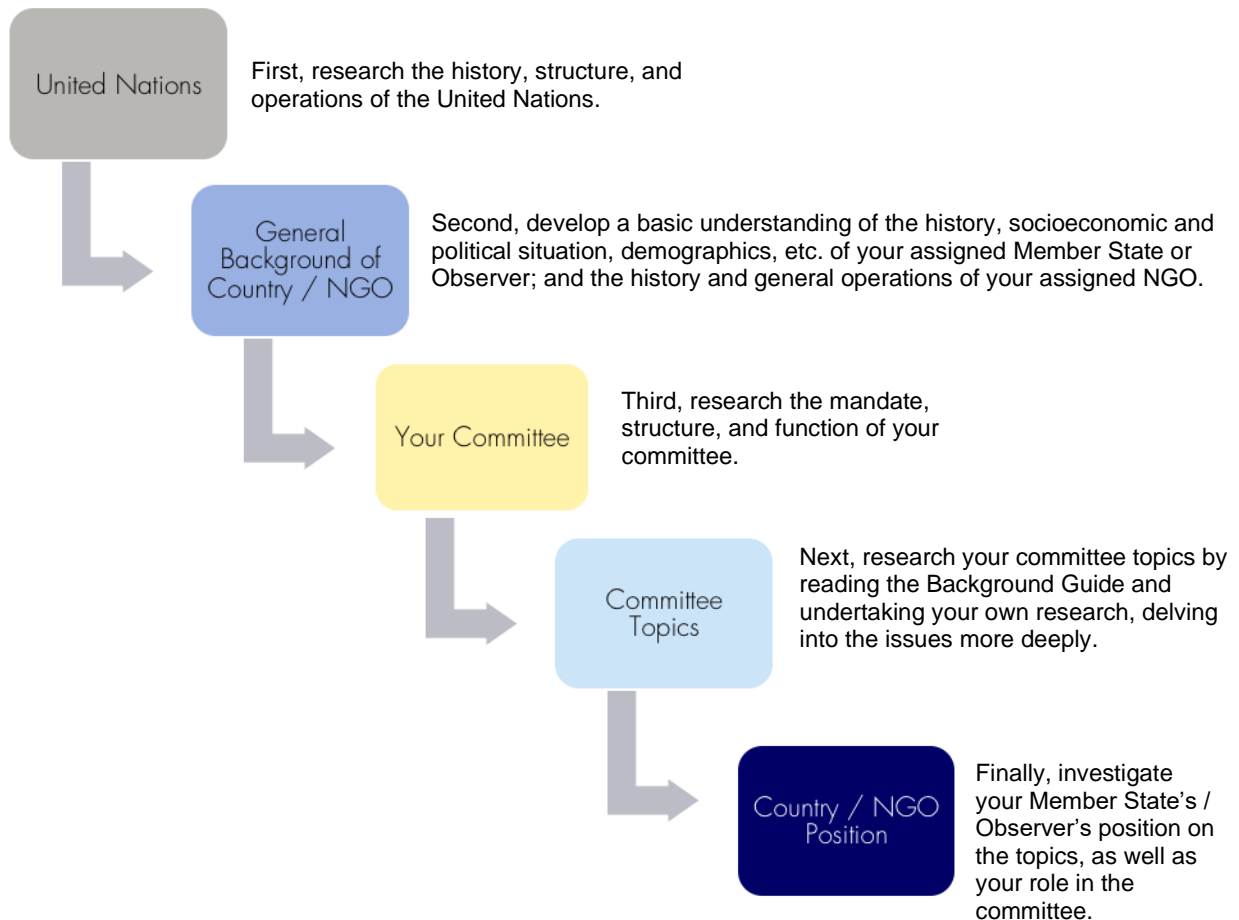 United Nations
First, research the history, structure, and
operations of the United Nations.
General
Background of
Country / NGO
Second, develop a basic understanding of the history, socioeconomic and
political situation, demographics, etc. of your assigned Member State or
Observer; and the history and general operations of your assigned NGO.
Your Committee
Third, research the mandate,
structure, and function of your
committee.
Committee
Topics
Next, research your committee topics by
reading the Background Guide and
undertaking your own research, delving
into the issues more deeply.
Country / NGO
Position
Finally, investigate
your Member State’s /
Observer’s position on
the topics, as well as
your role in the
committee.